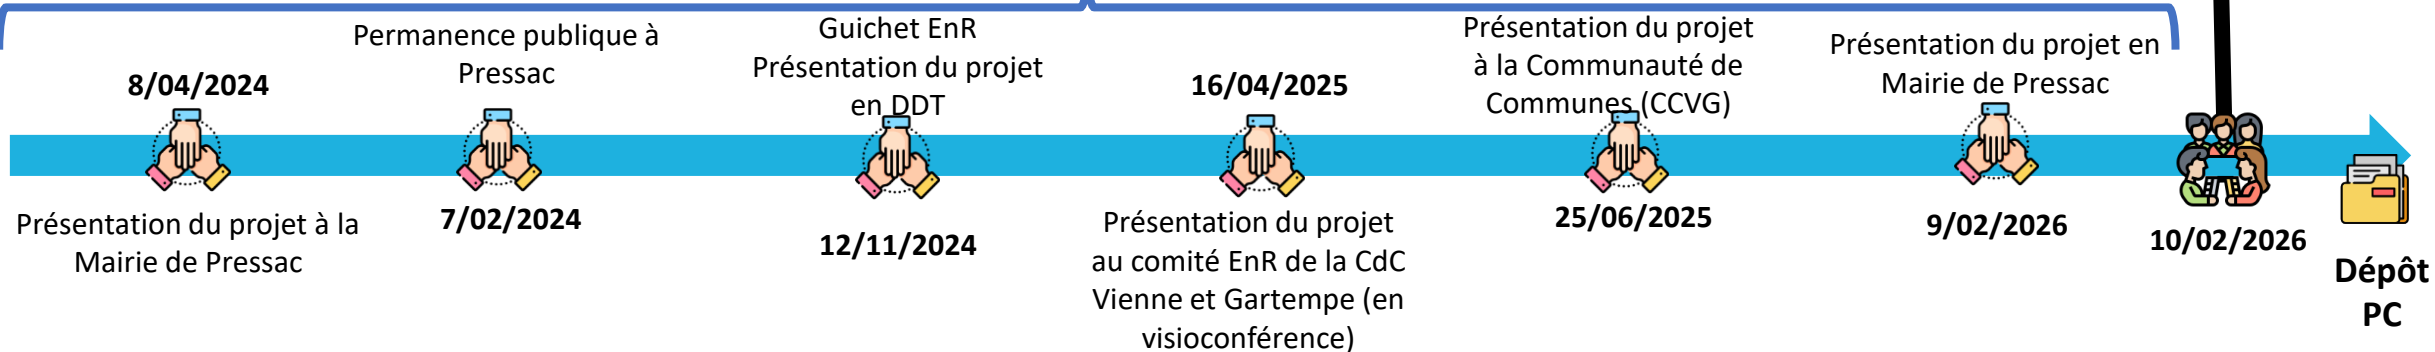 8/04/2024
Présentation du projet à la
Mairie de Pressac
Permanence publique à
Pressac
7/02/2024
Guichet EnR
Présentation du projet
en DDT
12/11/2024
16/04/2025
Présentation du projet
au comité EnR de la CdC
Vienne et Gartempe (en
visioconférence)
Présentation du projet
à la Communauté de
Communes (CCVG)
25/06/2025
Présentation du projet en
Mairie de Pressac
9/02/2026
10/02/2026
Dépôt
PC